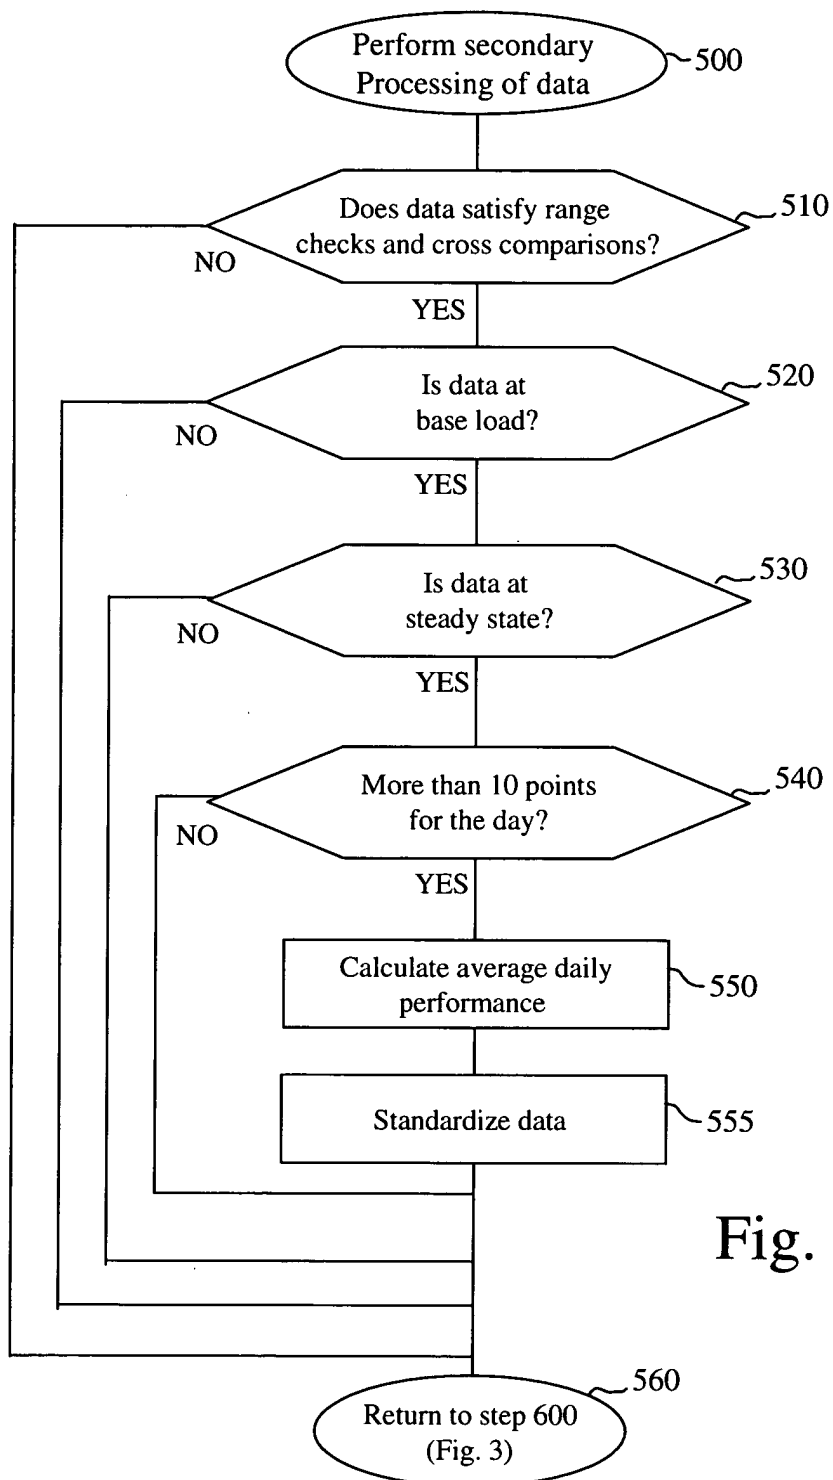 Perform secondary
Processing of data
500
Does data satisfy range
checks and cross comparisons?
510
NO
YES
Is data at
base load?
520
NO
YES
Is data at
steady state?
530
NO
YES
More than 10 points
for the day?
540
NO
YES
Calculate average daily
performance
550
Standardize data
555
Fig.
560
Return to step 600
(Fig. 3)